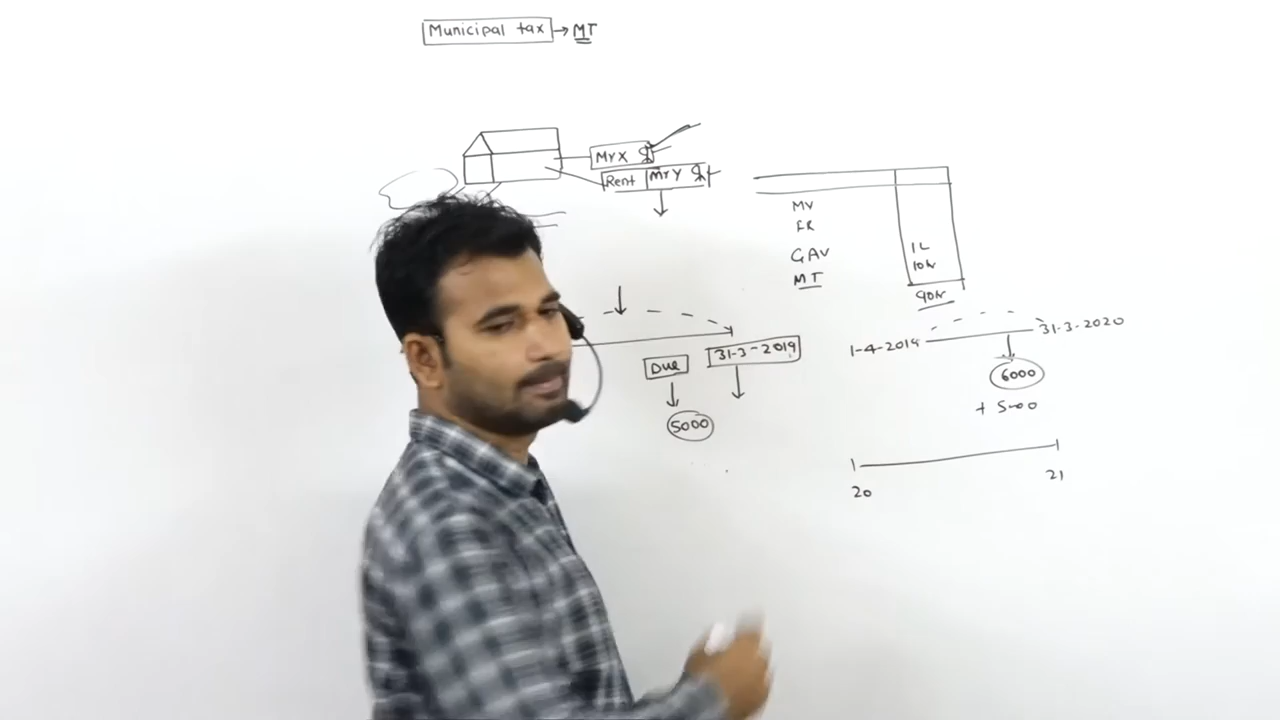 Municipal tax → MT
Mr X
Rent Mr Y
MV
FR
GAV 1L
MT 10k
90k
1-4-2019 31-3-2020
Due 31-3-2019
6000
5000
+ 5000
20 21